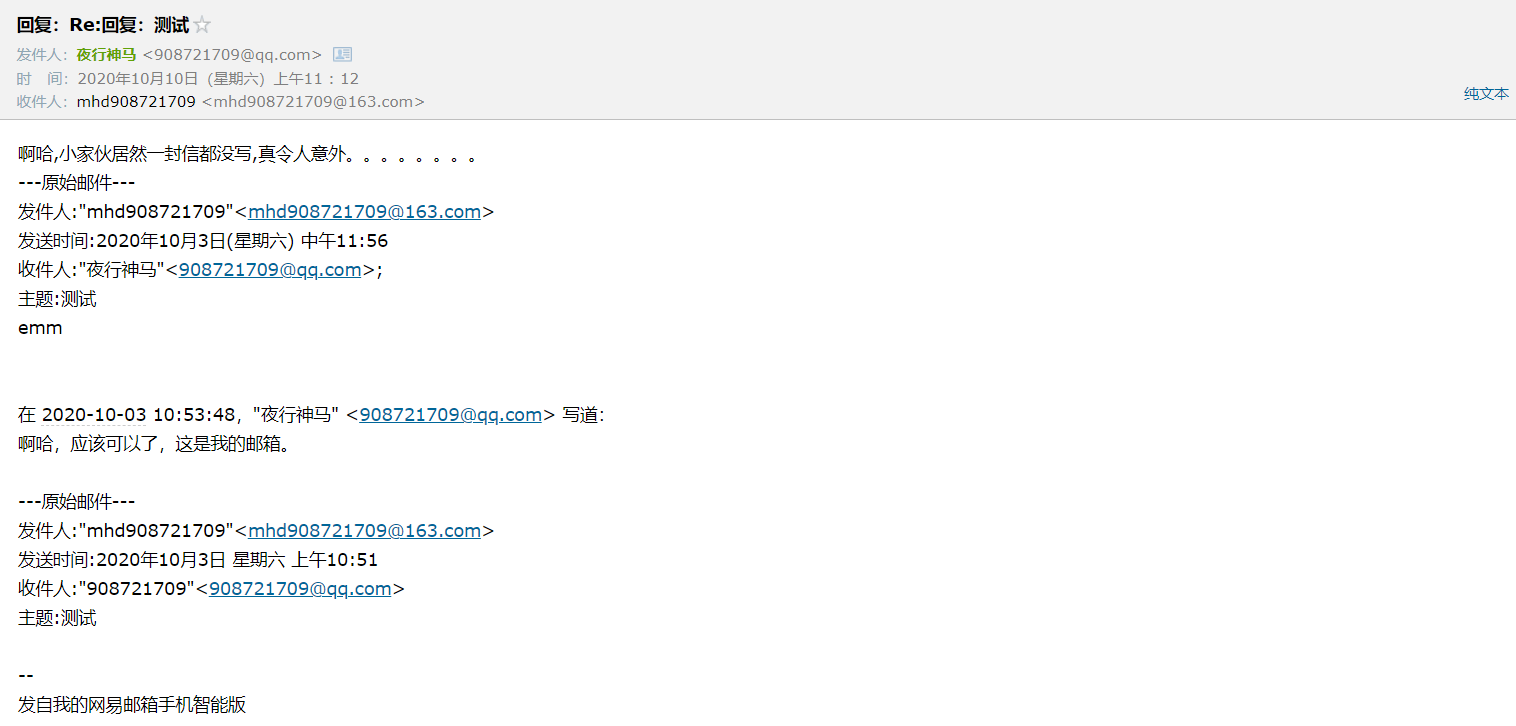 回复：Re:回复：测试
发件人：夜行神马 <908721709@qq.com>
时　间：2020年10月10日（星期六）上午11：12
收件人：mhd908721709 <mhd908721709@163.com>
纯文本
啊哈,小家伙居然一封信都没写,真令人意外。。。。。。。。
---原始邮件---
发件人:"mhd908721709"<mhd908721709@163.com>
发送时间:2020年10月3日(星期六) 中午11:56
收件人:"夜行神马"<908721709@qq.com>;
主题:测试
emm
在 2020-10-03 10:53:48，"夜行神马" <908721709@qq.com> 写道：
啊哈，应该可以了，这是我的邮箱。
---原始邮件---
发件人:"mhd908721709"<mhd908721709@163.com>
发送时间:2020年10月3日 星期六 上午10:51
收件人:"908721709"<908721709@qq.com>
主题:测试
--
发自我的网易邮箱手机智能版